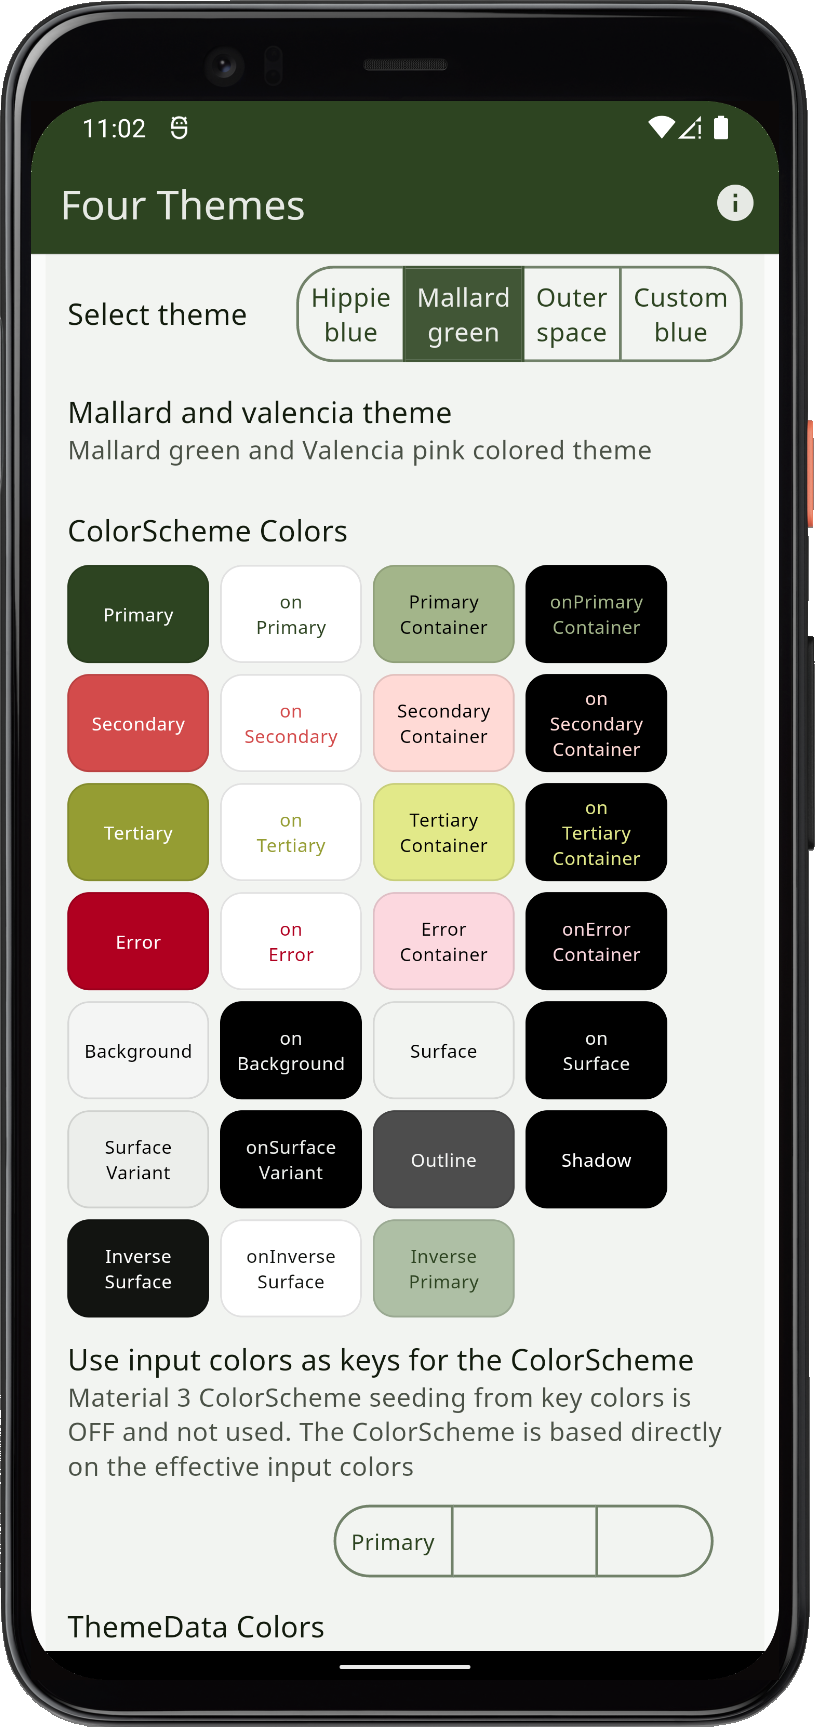 11:02
Four Themes
Select theme
Hippie
blue
Mallard
green
Outer
space
Custom
blue
Mallard and valencia theme
Mallard green and Valencia pink colored theme
ColorScheme Colors
Primary
on
Primary
Primary
Container
onPrimary
Container
Secondary
on
Secondary
Secondary
Container
on
Secondary
Container
Tertiary
on
Tertiary
Tertiary
Container
on
Tertiary
Container
Error
on
Error
Error
Container
onError
Container
Background
on
Background
Surface
on
Surface
Surface
Variant
onSurface
Variant
Outline
Shadow
Inverse
Surface
onInverse
Surface
Inverse
Primary
Use input colors as keys for the ColorScheme
Material 3 ColorScheme seeding from key colors is
OFF and not used. The ColorScheme is based directly
on the effective input colors
Primary
ThemeData Colors